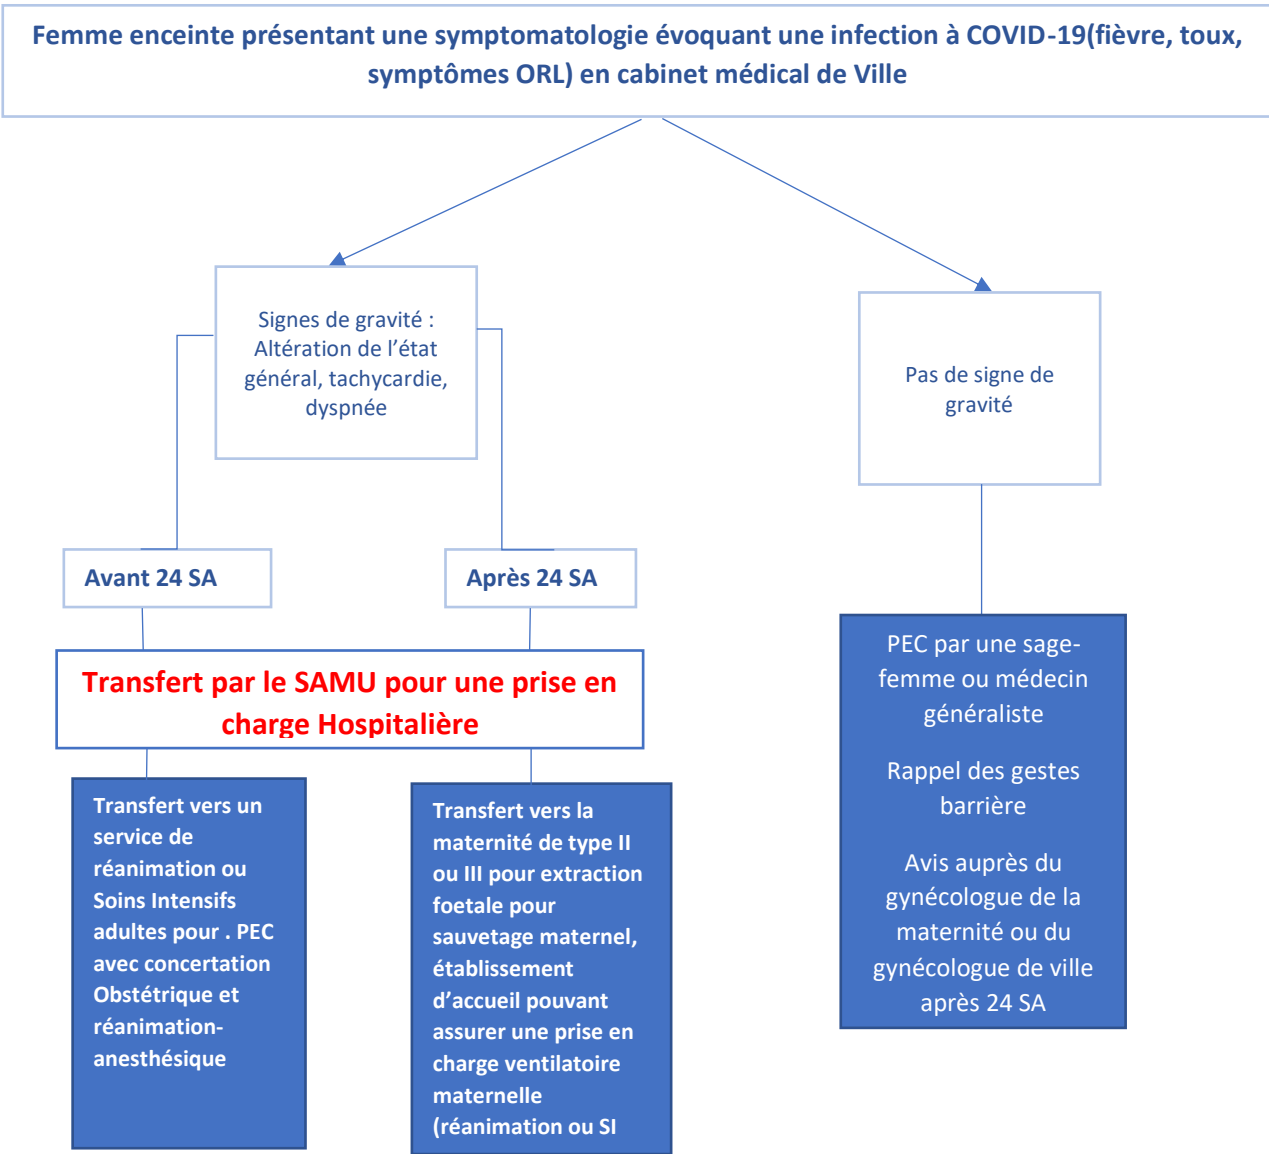 Femme enceinte présentant une symptomatologie évoquant une infection à COVID-19(fièvre, toux,
symptômes ORL) en cabinet médical de Ville
Signes de gravité :
Altération de l'état
général, tachycardie,
dyspnée
Pas de signe de
gravité
Avant 24 SA
Après 24 SA
Transfert par le SAMU pour une prise en
charge Hospitalière
Transfert vers un
service de
réanimation ou
Soins Intensifs
adultes pour . PEC
avec concertation
Obstétrique et
réanimation-
anesthésique
Transfert vers la
maternité de type II
ou III pour extraction
foetale pour
sauvetage maternel,
établissement
d'accueil pouvant
assurer une prise en
charge ventilatoire
maternelle
(réanimation ou SI
PEC par une sage-
femme ou médecin
généraliste
Rappel des gestes
barrière
Avis auprès du
gynécologue de la
maternité ou du
gynécologue de ville
après 24 SA